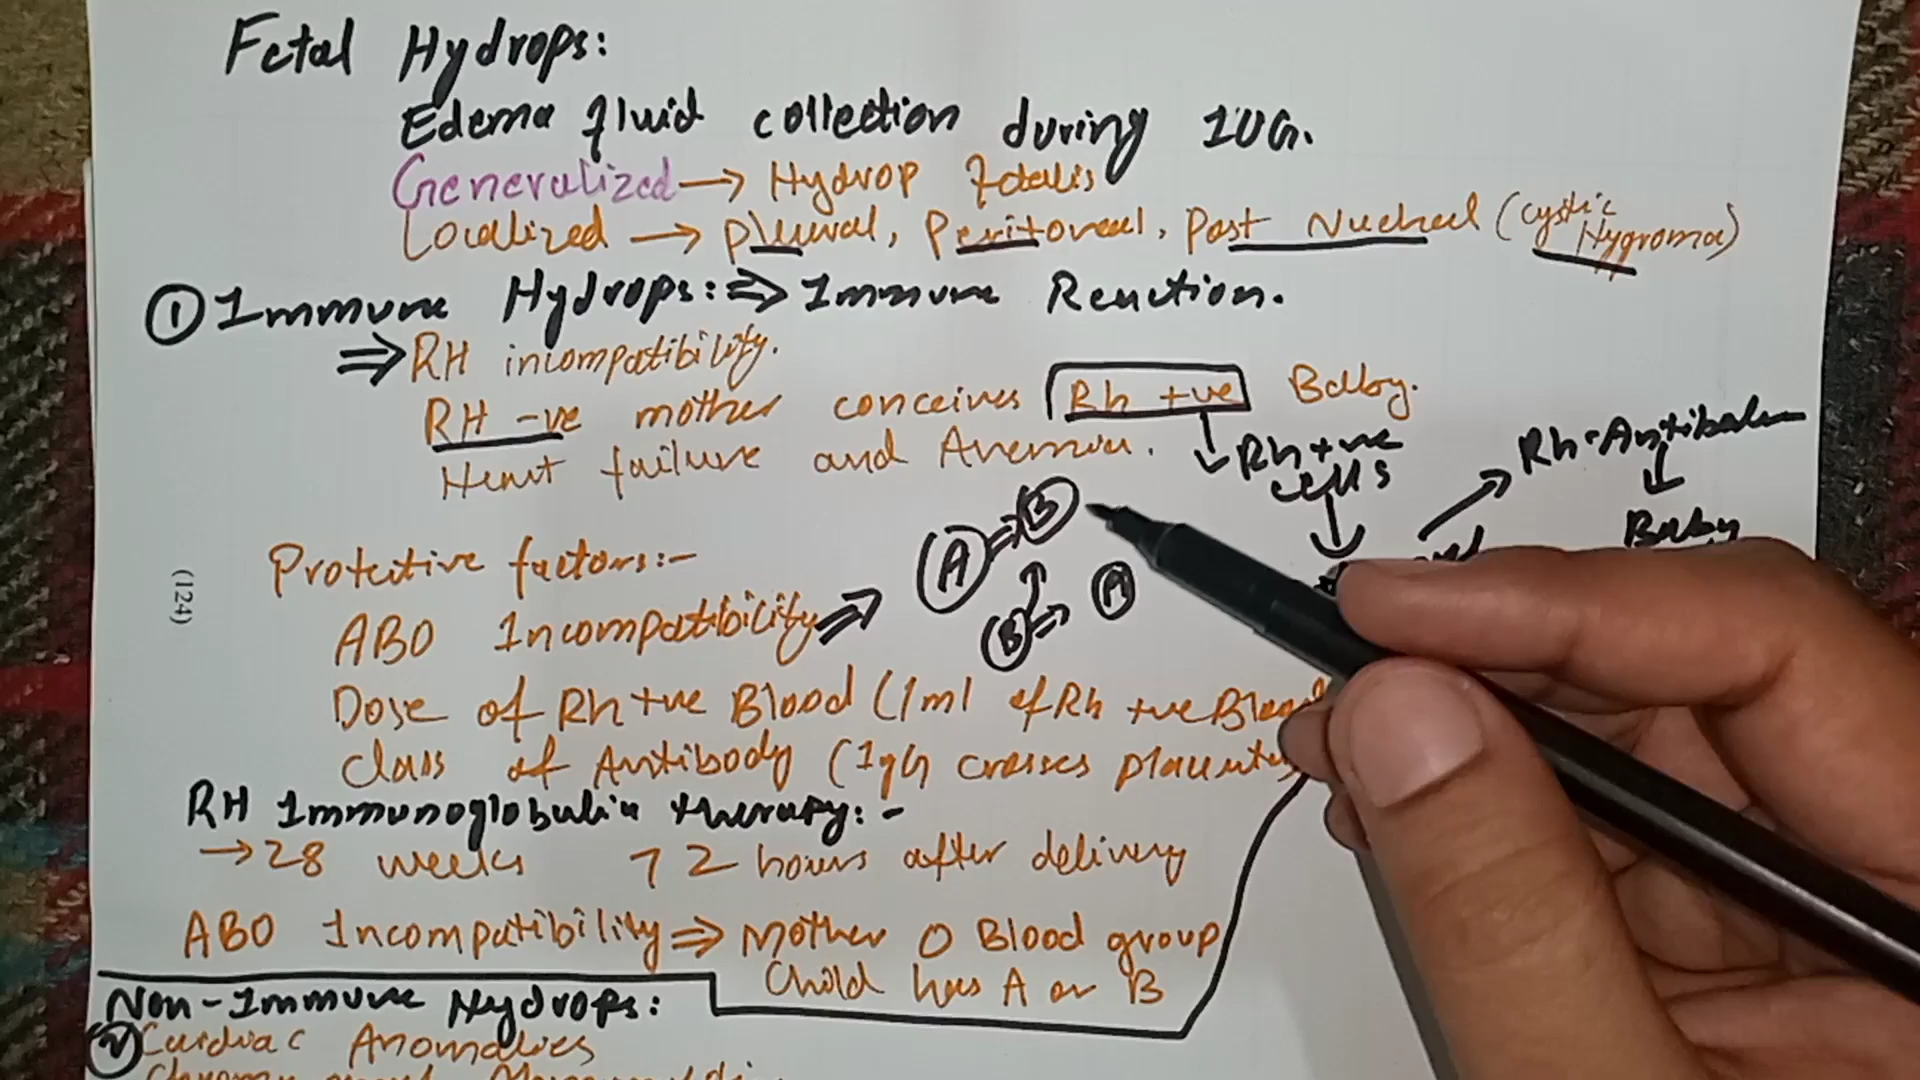 Fetal Hydrops:
Edema fluid collection during IUG.
Generalized → Hydrop fetalis
Localized → pleural, Peritoneal, Post Nucheal (Cystic Hygroma)
① Immune Hydrops: ⇒ Immune Reaction.
⇒ RH incompatibility.
RH -ve mother conceives Rh +ve Baby.
Heart failure and Anemia.
↓ Rh +ve cells
↓
→ Rh-Antibod
↓
Baby
Protective factors:-
ABO Incompatibility ⇒
A ⇒ B
B ⇒ A
Dose of Rh +ve Blood (1ml of Rh +ve Blood
Class of Antibody (IgG crosses placenta
RH Immunoglobulin therapy:-
→ 28 weeks 72 hours after delivery
ABO Incompatibility ⇒ Mother O Blood group
Child has A or B
(124)
Non-Immune Hydrops:
② Cardiac Anomalies